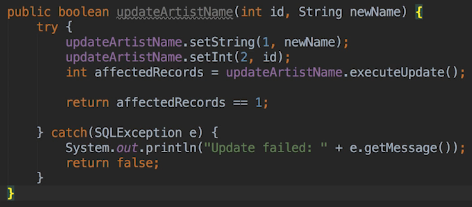 public boolean updateArtistName(int id, String newName) {
    try {
        updateArtistName.setString(1, newName);
        updateArtistName.setInt(2, id);
        int affectedRecords = updateArtistName.executeUpdate();

        return affectedRecords == 1;

    } catch(SQLException e) {
        System.out.println("Update failed: " + e.getMessage());
        return false;
    }
}